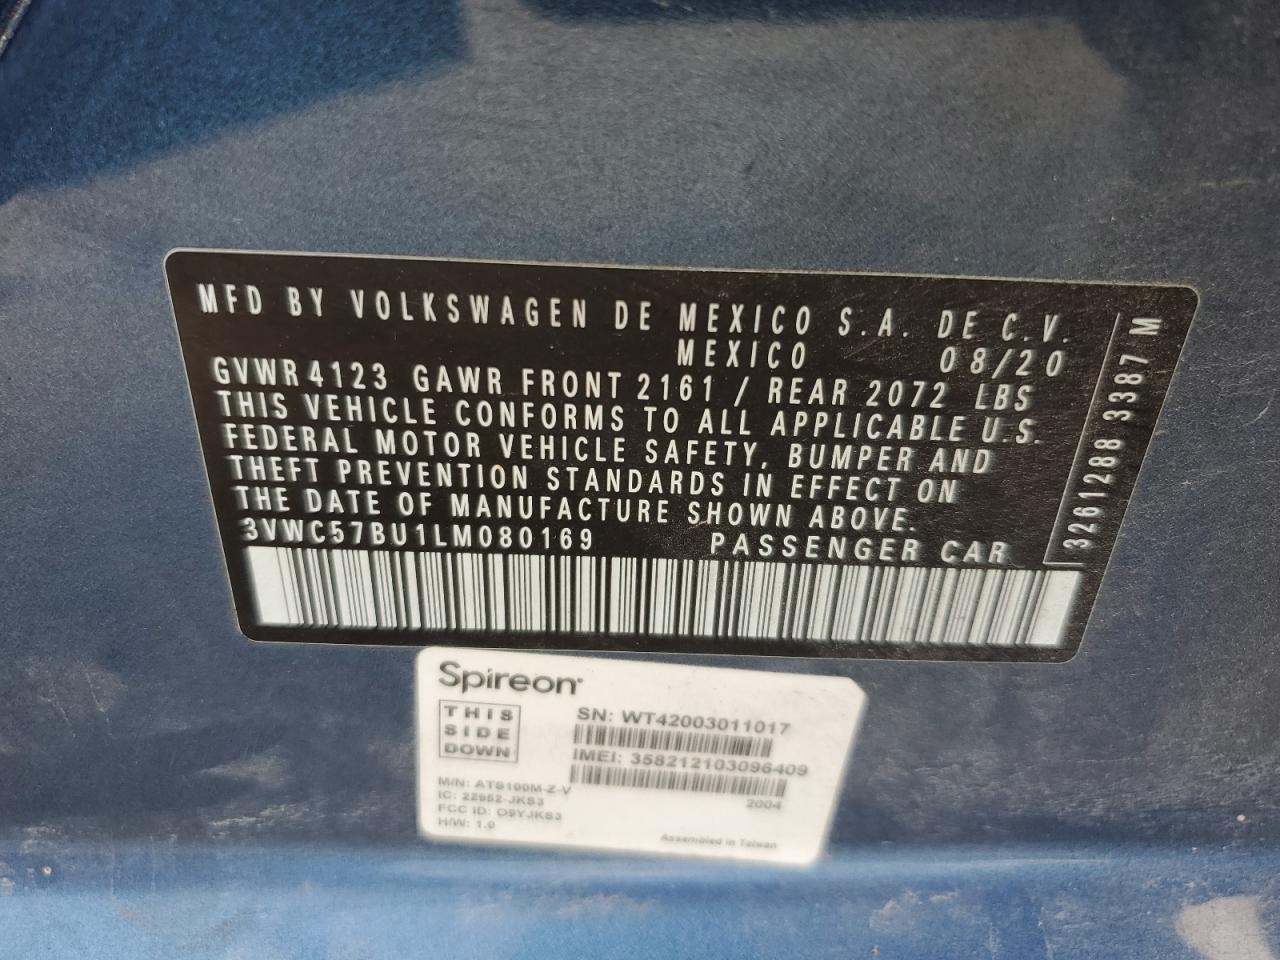 MFD BY VOLKSWAGEN DE MEXICO S.A. DE C.V.
MEXICO 08/20
GVWR 4123 GAWR FRONT 2161 / REAR 2072 LBS
THIS VEHICLE CONFORMS TO ALL APPLICABLE U.S.
FEDERAL MOTOR VEHICLE SAFETY, BUMPER AND
THEFT PREVENTION STANDARDS IN EFFECT ON
THE DATE OF MANUFACTURE SHOWN ABOVE.
3VWC57BU1LM080169 PASSENGER CAR
3261288 3387 M
Spireon
THIS
SIDE
DOWN
SN: WT42003011017
IMEI: 358212103096409
2004
M/N: ATS100M-Z-V
IC: 22952-JKS3
FCC ID: O9YJKS3
H/W: 1.0
Assembled in Taiwan